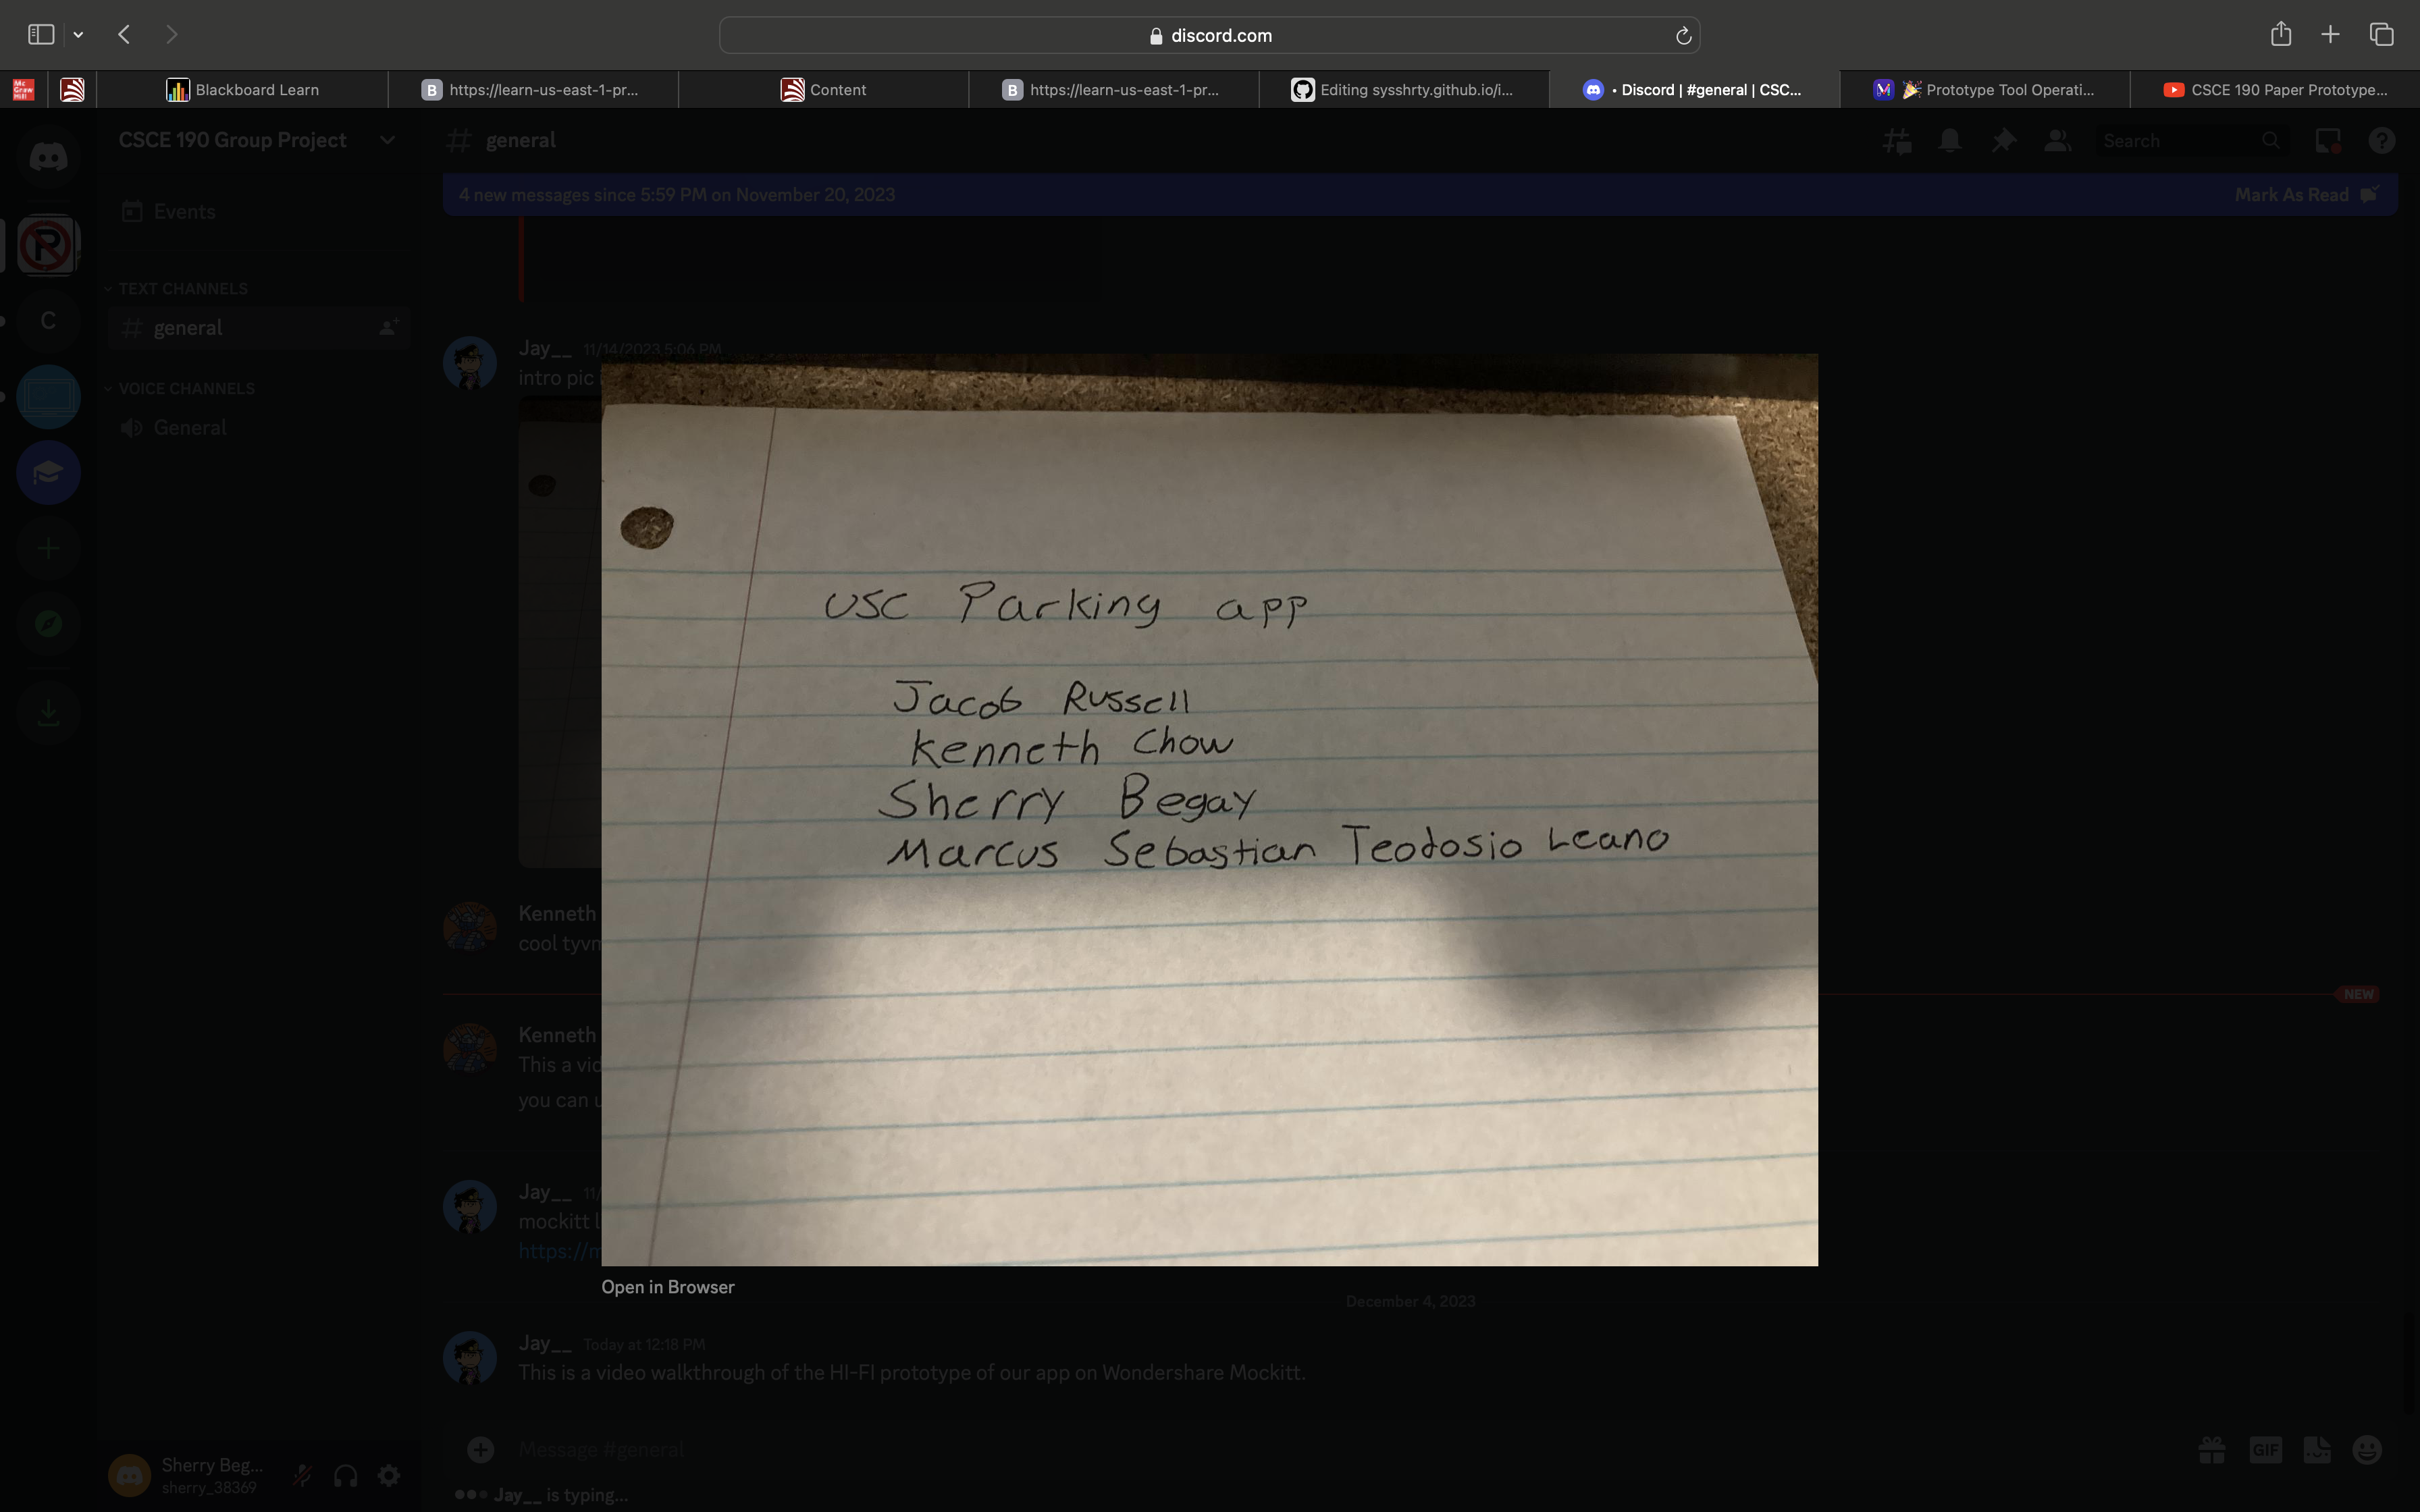 discord.com
Blackboard Learn
https://learn-us-east-1-pr...
Content
https://learn-us-east-1-pr...
Editing sysshrty.github.io/i...
• Discord | #general | CSC...
Prototype Tool Operati...
CSCE 190 Paper Prototype...
CSCE 190 Group Project
general
Search
4 new messages since 5:59 PM on November 20, 2023
Mark As Read
Events
TEXT CHANNELS
general
VOICE CHANNELS
General
C
Jay__ 11/14/2023 5:06 PM
intro pic
USC Parking app
Jacob Russell
Kenneth Chow
Sherry Begay
Marcus Sebastian Teodosio Leano
Kenneth
cool tyvm
NEW
Kenneth
This a vid
you can u
Jay__ 11/
mockitt l
https://m
Open in Browser
December 4, 2023
Jay__ Today at 12:18 PM
This is a video walkthrough of the HI-FI prototype of our app on Wondershare Mockitt.
Message #general
GIF
Sherry Beg...
sherry_38369
Jay__ is typing...